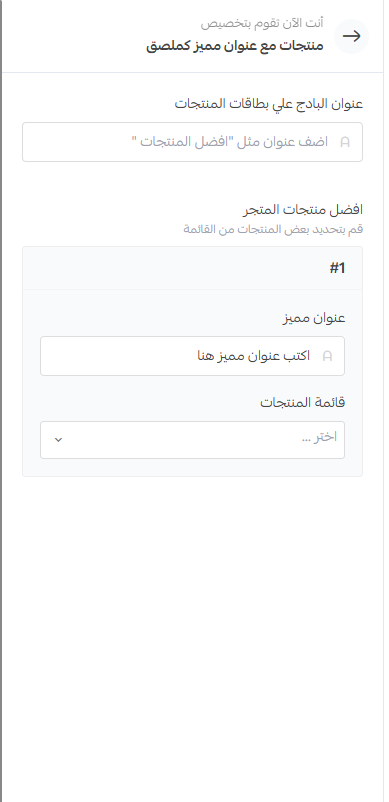 أنت الآن تقوم بتخصيص
منتجات مع عنوان مميز كملصق
عنوان البادج علي بطاقات المنتجات
اضف عنوان مثل "افضل المنتجات "
افضل منتجات المتجر
قم بتحديد بعض المنتجات من القائمة
#1
عنوان مميز
اكتب عنوان مميز هنا
قائمة المنتجات
اختر ...